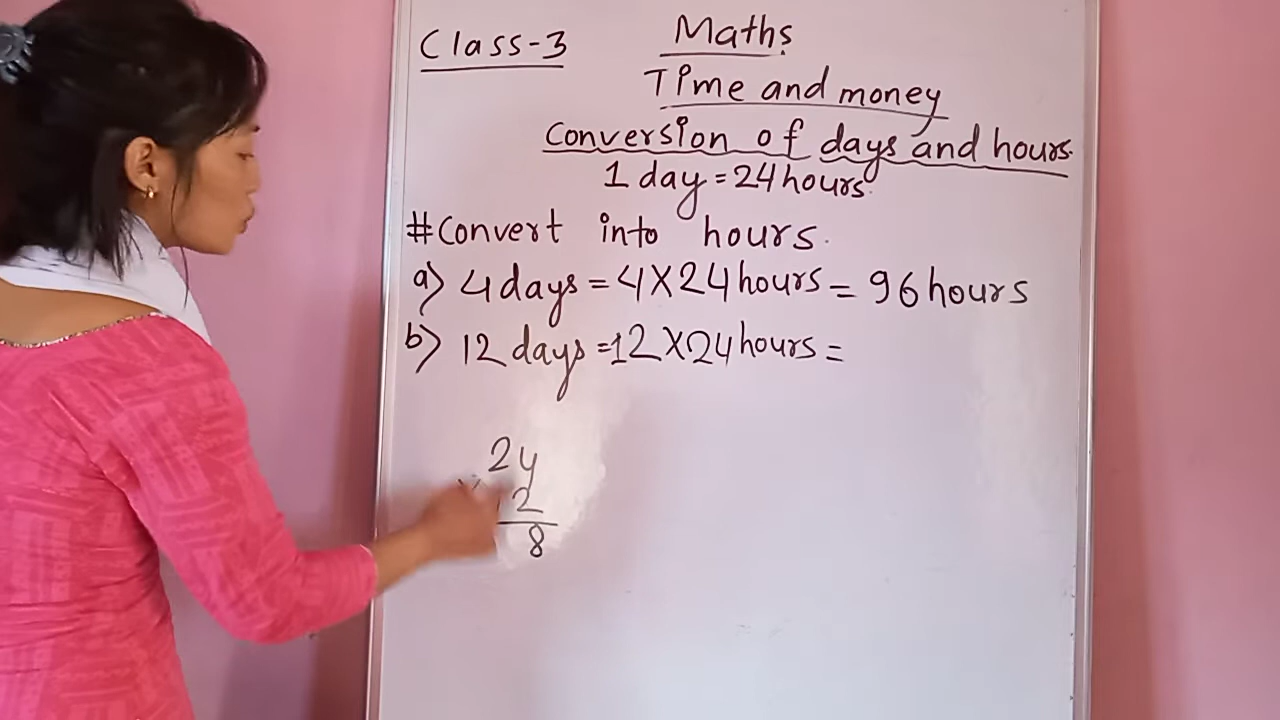 Class-3
Maths
Time and money
Conversion of days and hours.
1 day = 24 hours.
#Convert into hours.
a) 4 days = 4 X 24 hours = 96 hours
b) 12 days = 12 X 24 hours =
24
2
8